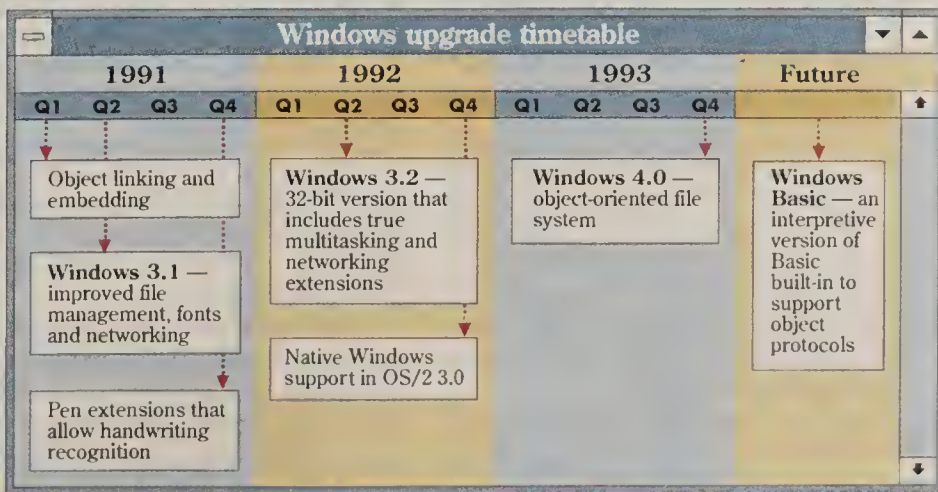 Windows upgrade timetable
1991
1992
1993
Future
Q1 Q2 Q3 Q4
Q1 Q2 Q3 Q4
Q1 Q2 Q3 Q4
Object linking and
embedding
Windows 3.1 —
improved file
management, fonts
and networking
Pen extensions that
allow handwriting
recognition
Windows 3.2 —
32-bit version that
includes true
multitasking and
networking
extensions
Native Windows
support in OS/2 3.0
Windows 4.0 —
object-oriented file
system
Windows
Basic — an
interpretive
version of
Basic
built-in to
support
object
protocols